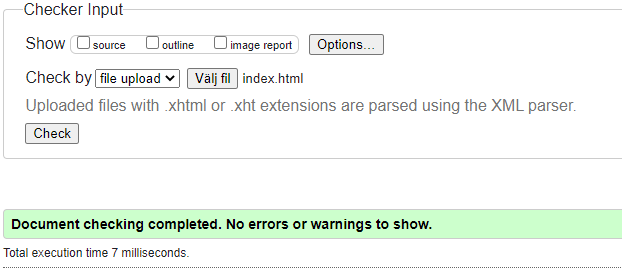 Checker Input
Show source outline image report Options...
Check by file upload Välj fil index.html
Uploaded files with .xhtml or .xht extensions are parsed using the XML parser.
Check
Document checking completed. No errors or warnings to show.
Total execution time 7 milliseconds.